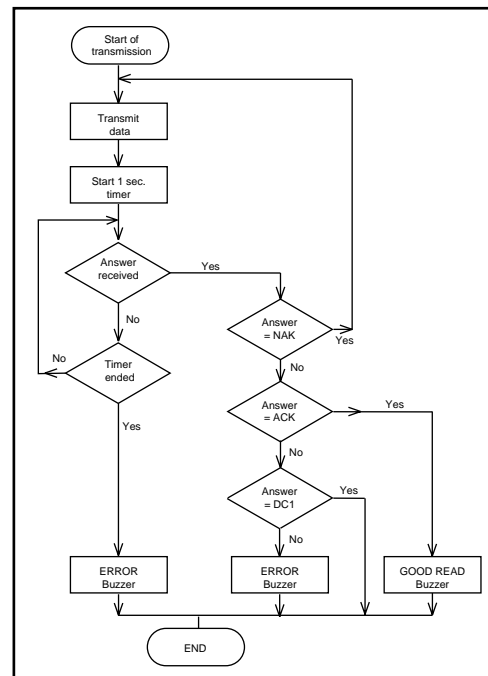 Start of
transmission
Transmit
data
Start 1 sec.
timer
Answer
received
Yes
No
Answer
= NAK
Yes
No
Timer
ended
No
Yes
Answer
= ACK
Yes
No
Answer
= DC1
Yes
No
ERROR
Buzzer
ERROR
Buzzer
GOOD READ
Buzzer
END